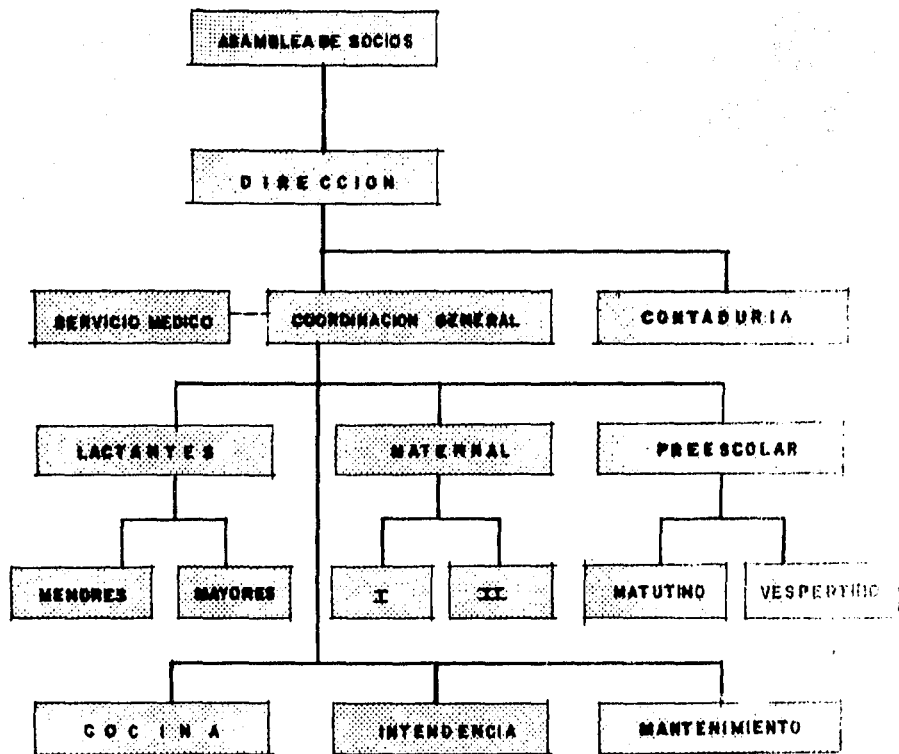 ASAMBLEA DE SOCIOS
DIRECCION
SERVICIO MEDICO
COORDINACION GENERAL
CONTADURIA
LACTANTES
MATERNAL
PREESCOLAR
MENORES
MAYORES
I
II
MATUTINO
VESPERTINO
COCINA
INTENDENCIA
MANTENIMIENTO